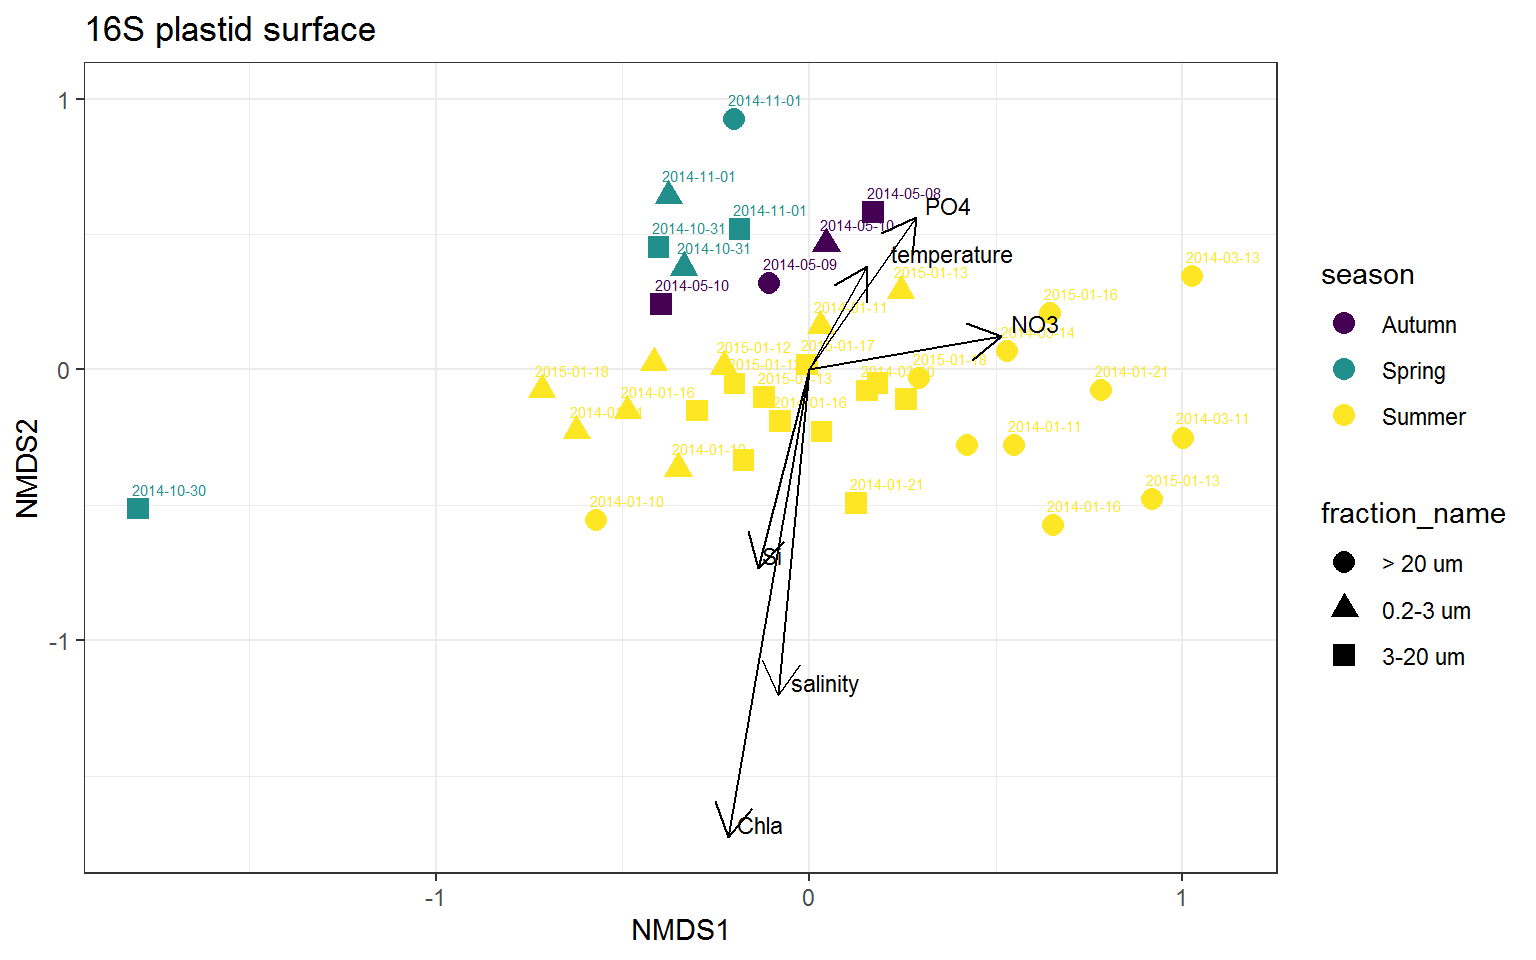 16S plastid surface
1
0
-1
NMDS2
-1
0
1
NMDS1
2014-11-01
2014-11-01
2014-11-01
2014-10-31
2014-10-31
2014-05-08
2014-05-10
2014-05-09
2014-05-10
PO4
temperature
2015-01-13
2014-03-13
2015-01-16
NO3
2014-01-11
2015-01-17
2015-01-12
2015-01-18
2015-01-18
2014-01-21
2014-01-16
2014-03-11
2014-01-11
2014-01-10
2014-01-21
2015-01-13
2014-01-16
2014-10-30
Si
salinity
Chla
season
Autumn
Spring
Summer
fraction_name
> 20 um
0.2-3 um
3-20 um